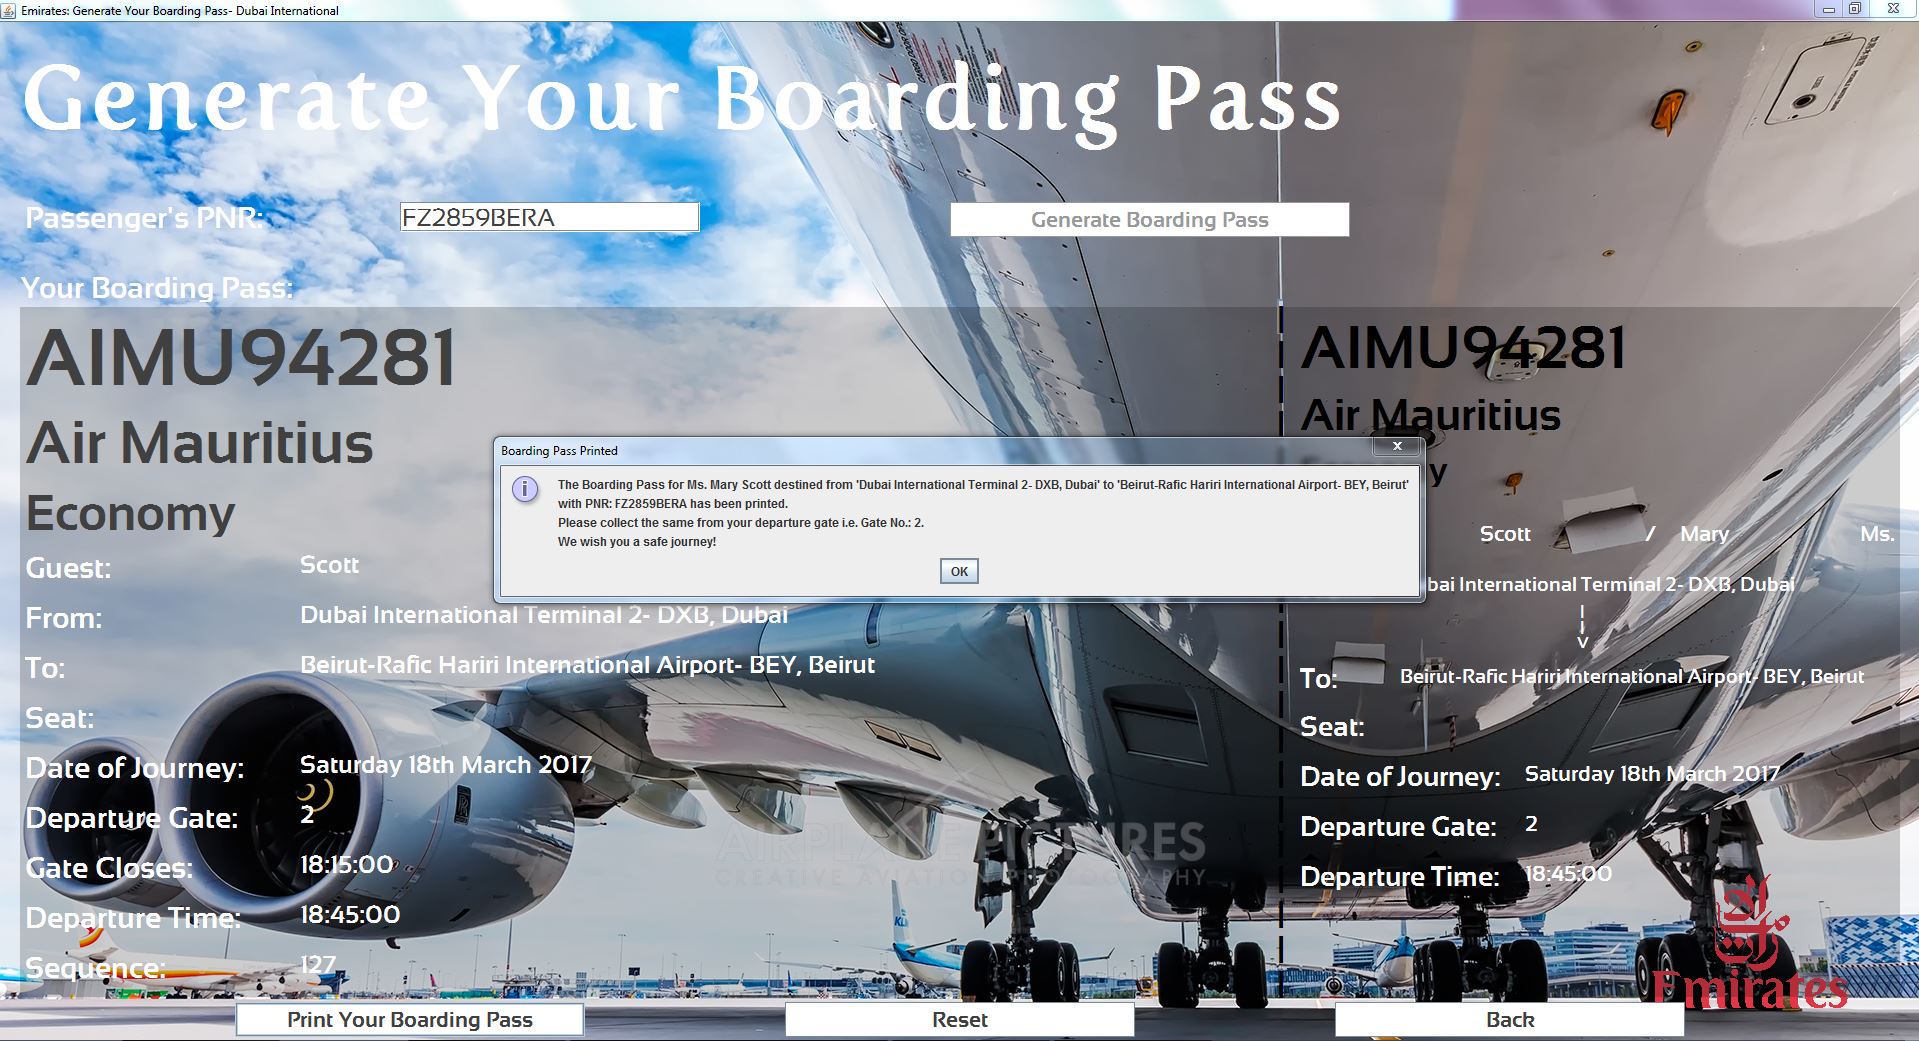 Emirates: Generate Your Boarding Pass- Dubai International
Generate Your Boarding Pass
Passenger's PNR:
FZ2859BERA
Generate Boarding Pass
Your Boarding Pass:
AIMU94281
Air Mauritius
Economy
Guest:
Scott
From:
Dubai International Terminal 2- DXB, Dubai
To:
Beirut-Rafic Hariri International Airport- BEY, Beirut
Seat:
Date of Journey:
Saturday 18th March 2017
Departure Gate:
2
Gate Closes:
18:15:00
Departure Time:
18:45:00
Sequence:
127
Boarding Pass Printed
The Boarding Pass for Ms. Mary Scott destined from 'Dubai International Terminal 2- DXB, Dubai' to 'Beirut-Rafic Hariri International Airport- BEY, Beirut'
with PNR: FZ2859BERA has been printed.
Please collect the same from your departure gate i.e. Gate No.: 2.
We wish you a safe journey!
OK
AIMU94281
Air Mauritius
y
Scott / Mary Ms.
bai International Terminal 2- DXB, Dubai
To:
Beirut-Rafic Hariri International Airport- BEY, Beirut
Seat:
Date of Journey:
Saturday 18th March 2017
Departure Gate:
2
Departure Time:
18:45:00
AIRPLANE PICTURES
CREATIVE AVIATION PHOTOGRAPHY
KLM
Emirates
Print Your Boarding Pass
Reset
Back